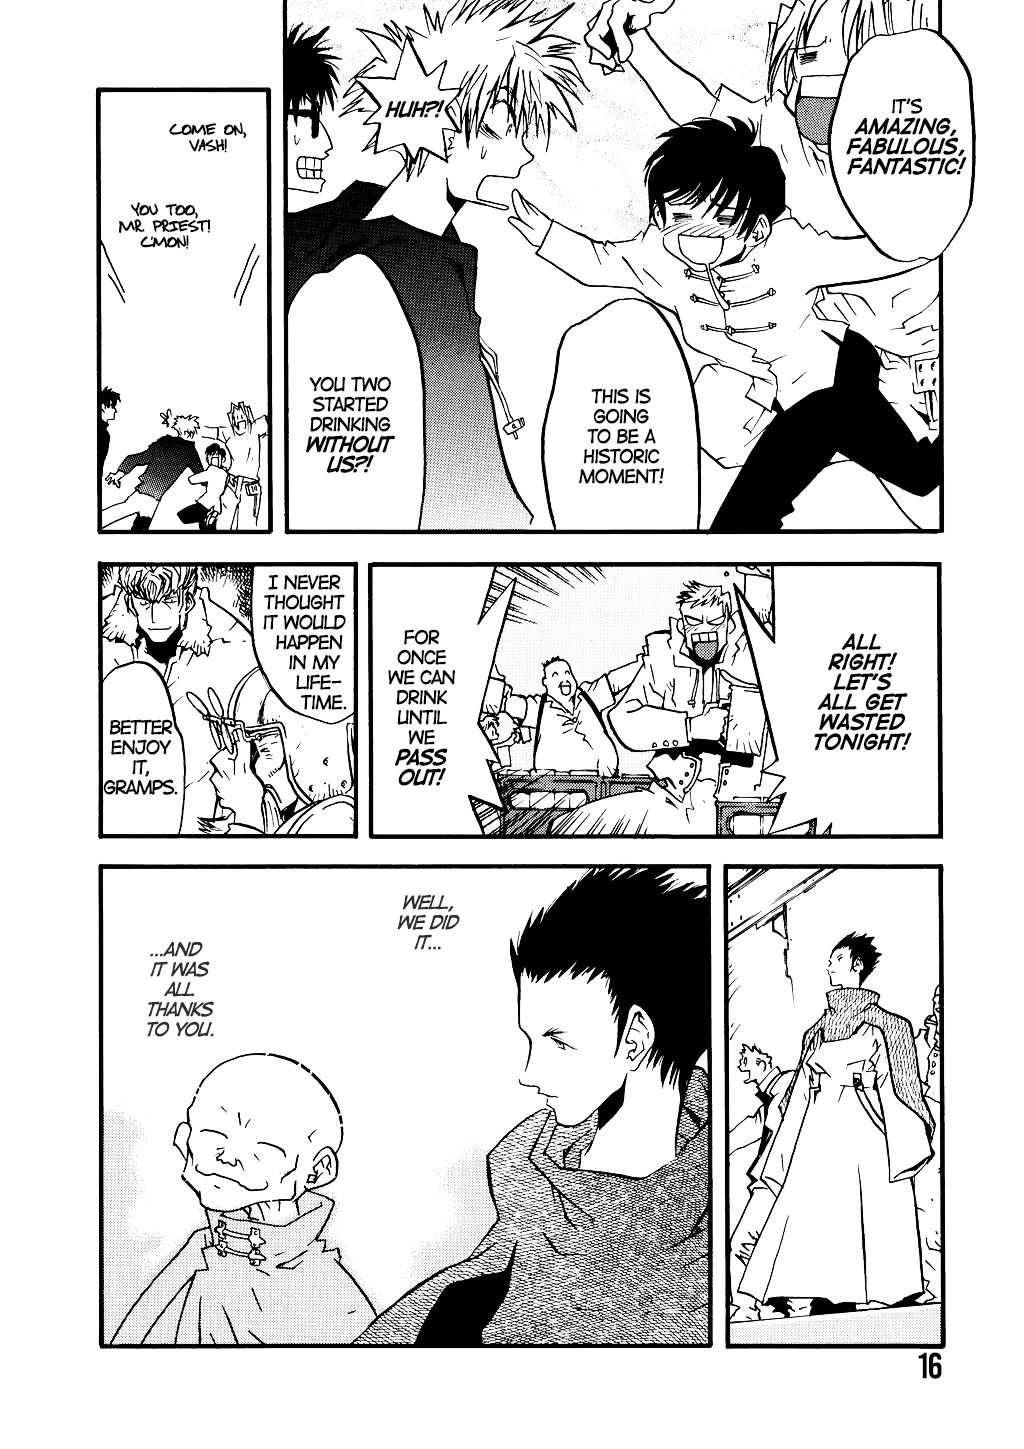 IT'S
AMAZING,
FABULOUS,
FANTASTIC!
HUH?!
THIS IS
GOING
TO BE A
HISTORIC
MOMENT!
YOU TWO
STARTED
DRINKING
WITHOUT
US?!
COME ON,
VASH!
YOU TOO,
MR. PRIEST!
C'MON!
ALL
RIGHT!
LET'S
ALL GET
WASTED
TONIGHT!
FOR
ONCE
WE CAN
DRINK
UNTIL
WE
PASS
OUT!
I NEVER
THOUGHT
IT WOULD
HAPPEN
IN MY
LIFE-
TIME.
BETTER
ENJOY
IT,
GRAMPS.
WELL,
WE DID
IT...
...AND
IT WAS
ALL
THANKS
TO YOU.
16